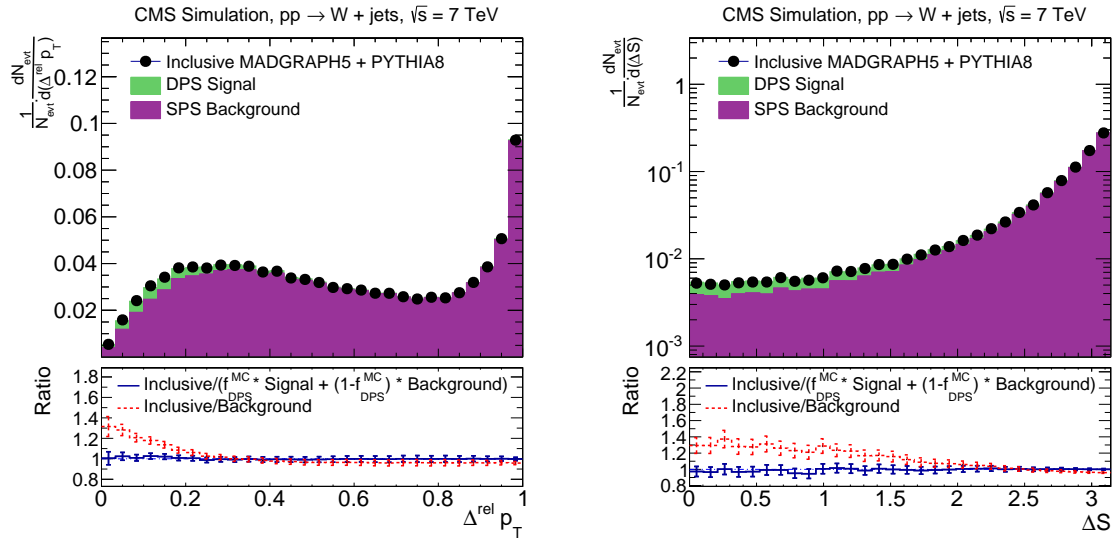 CMS Simulation, pp → W + jets, √s = 7 TeV
1/N_evt · dN_evt/d(Δ^rel p_T)
0.12
0.1
0.08
0.06
0.04
0.02
Inclusive MADGRAPH5 + PYTHIA8
DPS Signal
SPS Background
Ratio
1.8
1.6
1.4
1.2
1
0.8
Inclusive/(f_DPS^MC * Signal + (1-f_DPS^MC) * Background)
Inclusive/Background
0 0.2 0.4 0.6 0.8 1
Δ^rel p_T
CMS Simulation, pp → W + jets, √s = 7 TeV
1/N_evt · dN_evt/d(ΔS)
1
10^-1
10^-2
10^-3
Inclusive MADGRAPH5 + PYTHIA8
DPS Signal
SPS Background
Ratio
2.2
2.0
1.8
1.6
1.4
1.2
1.0
0.8
Inclusive/(f_DPS^MC * Signal + (1-f_DPS^MC) * Background)
Inclusive/Background
0 0.5 1 1.5 2 2.5 3
ΔS